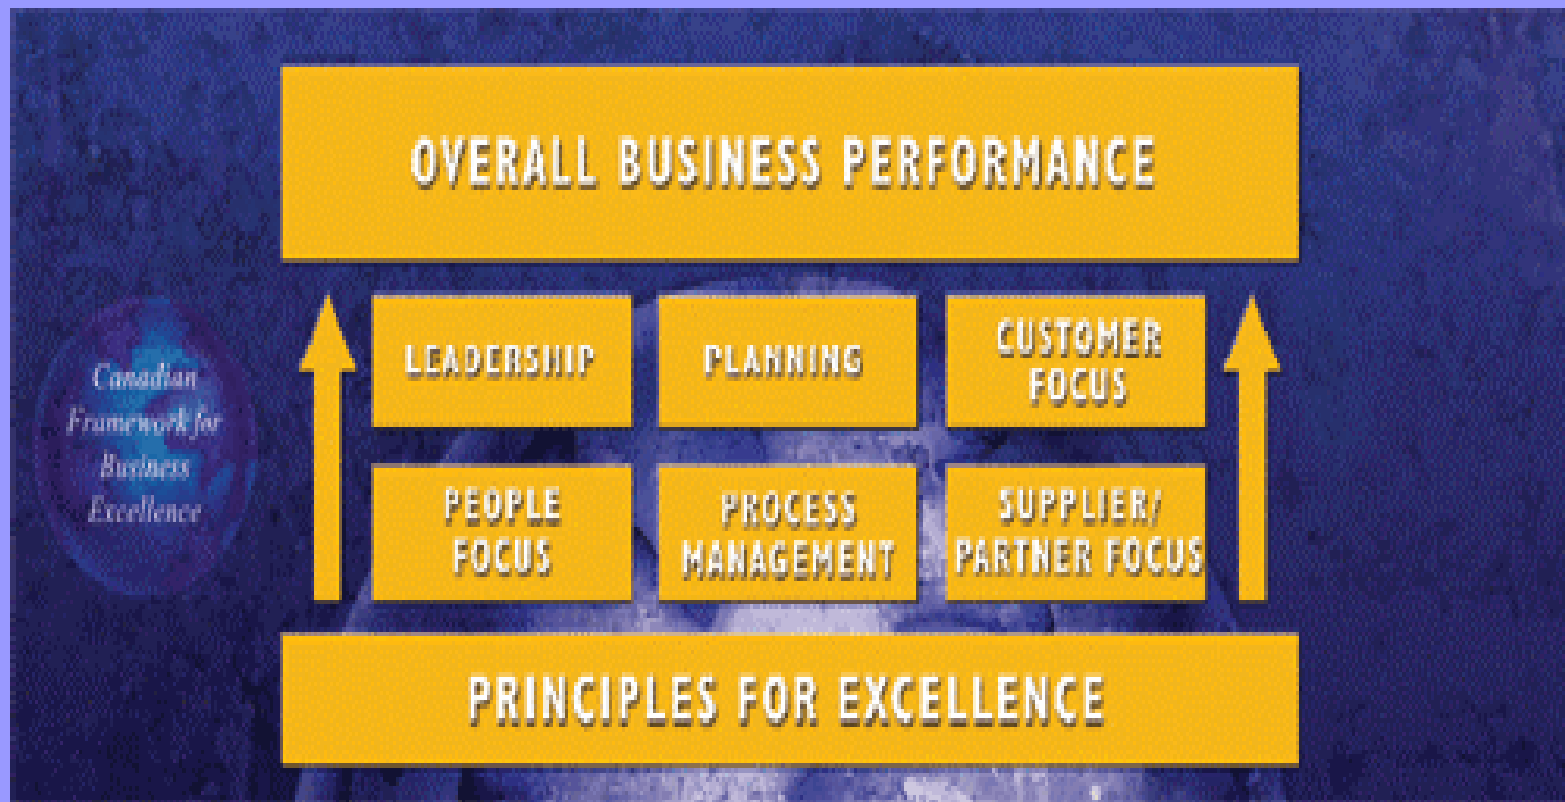 OVERALL BUSINESS PERFORMANCE
Canadian
Framework for
Business
Excellence
LEADERSHIP
PLANNING
CUSTOMER
FOCUS
PEOPLE
FOCUS
PROCESS
MANAGEMENT
SUPPLIER/
PARTNER FOCUS
PRINCIPLES FOR EXCELLENCE